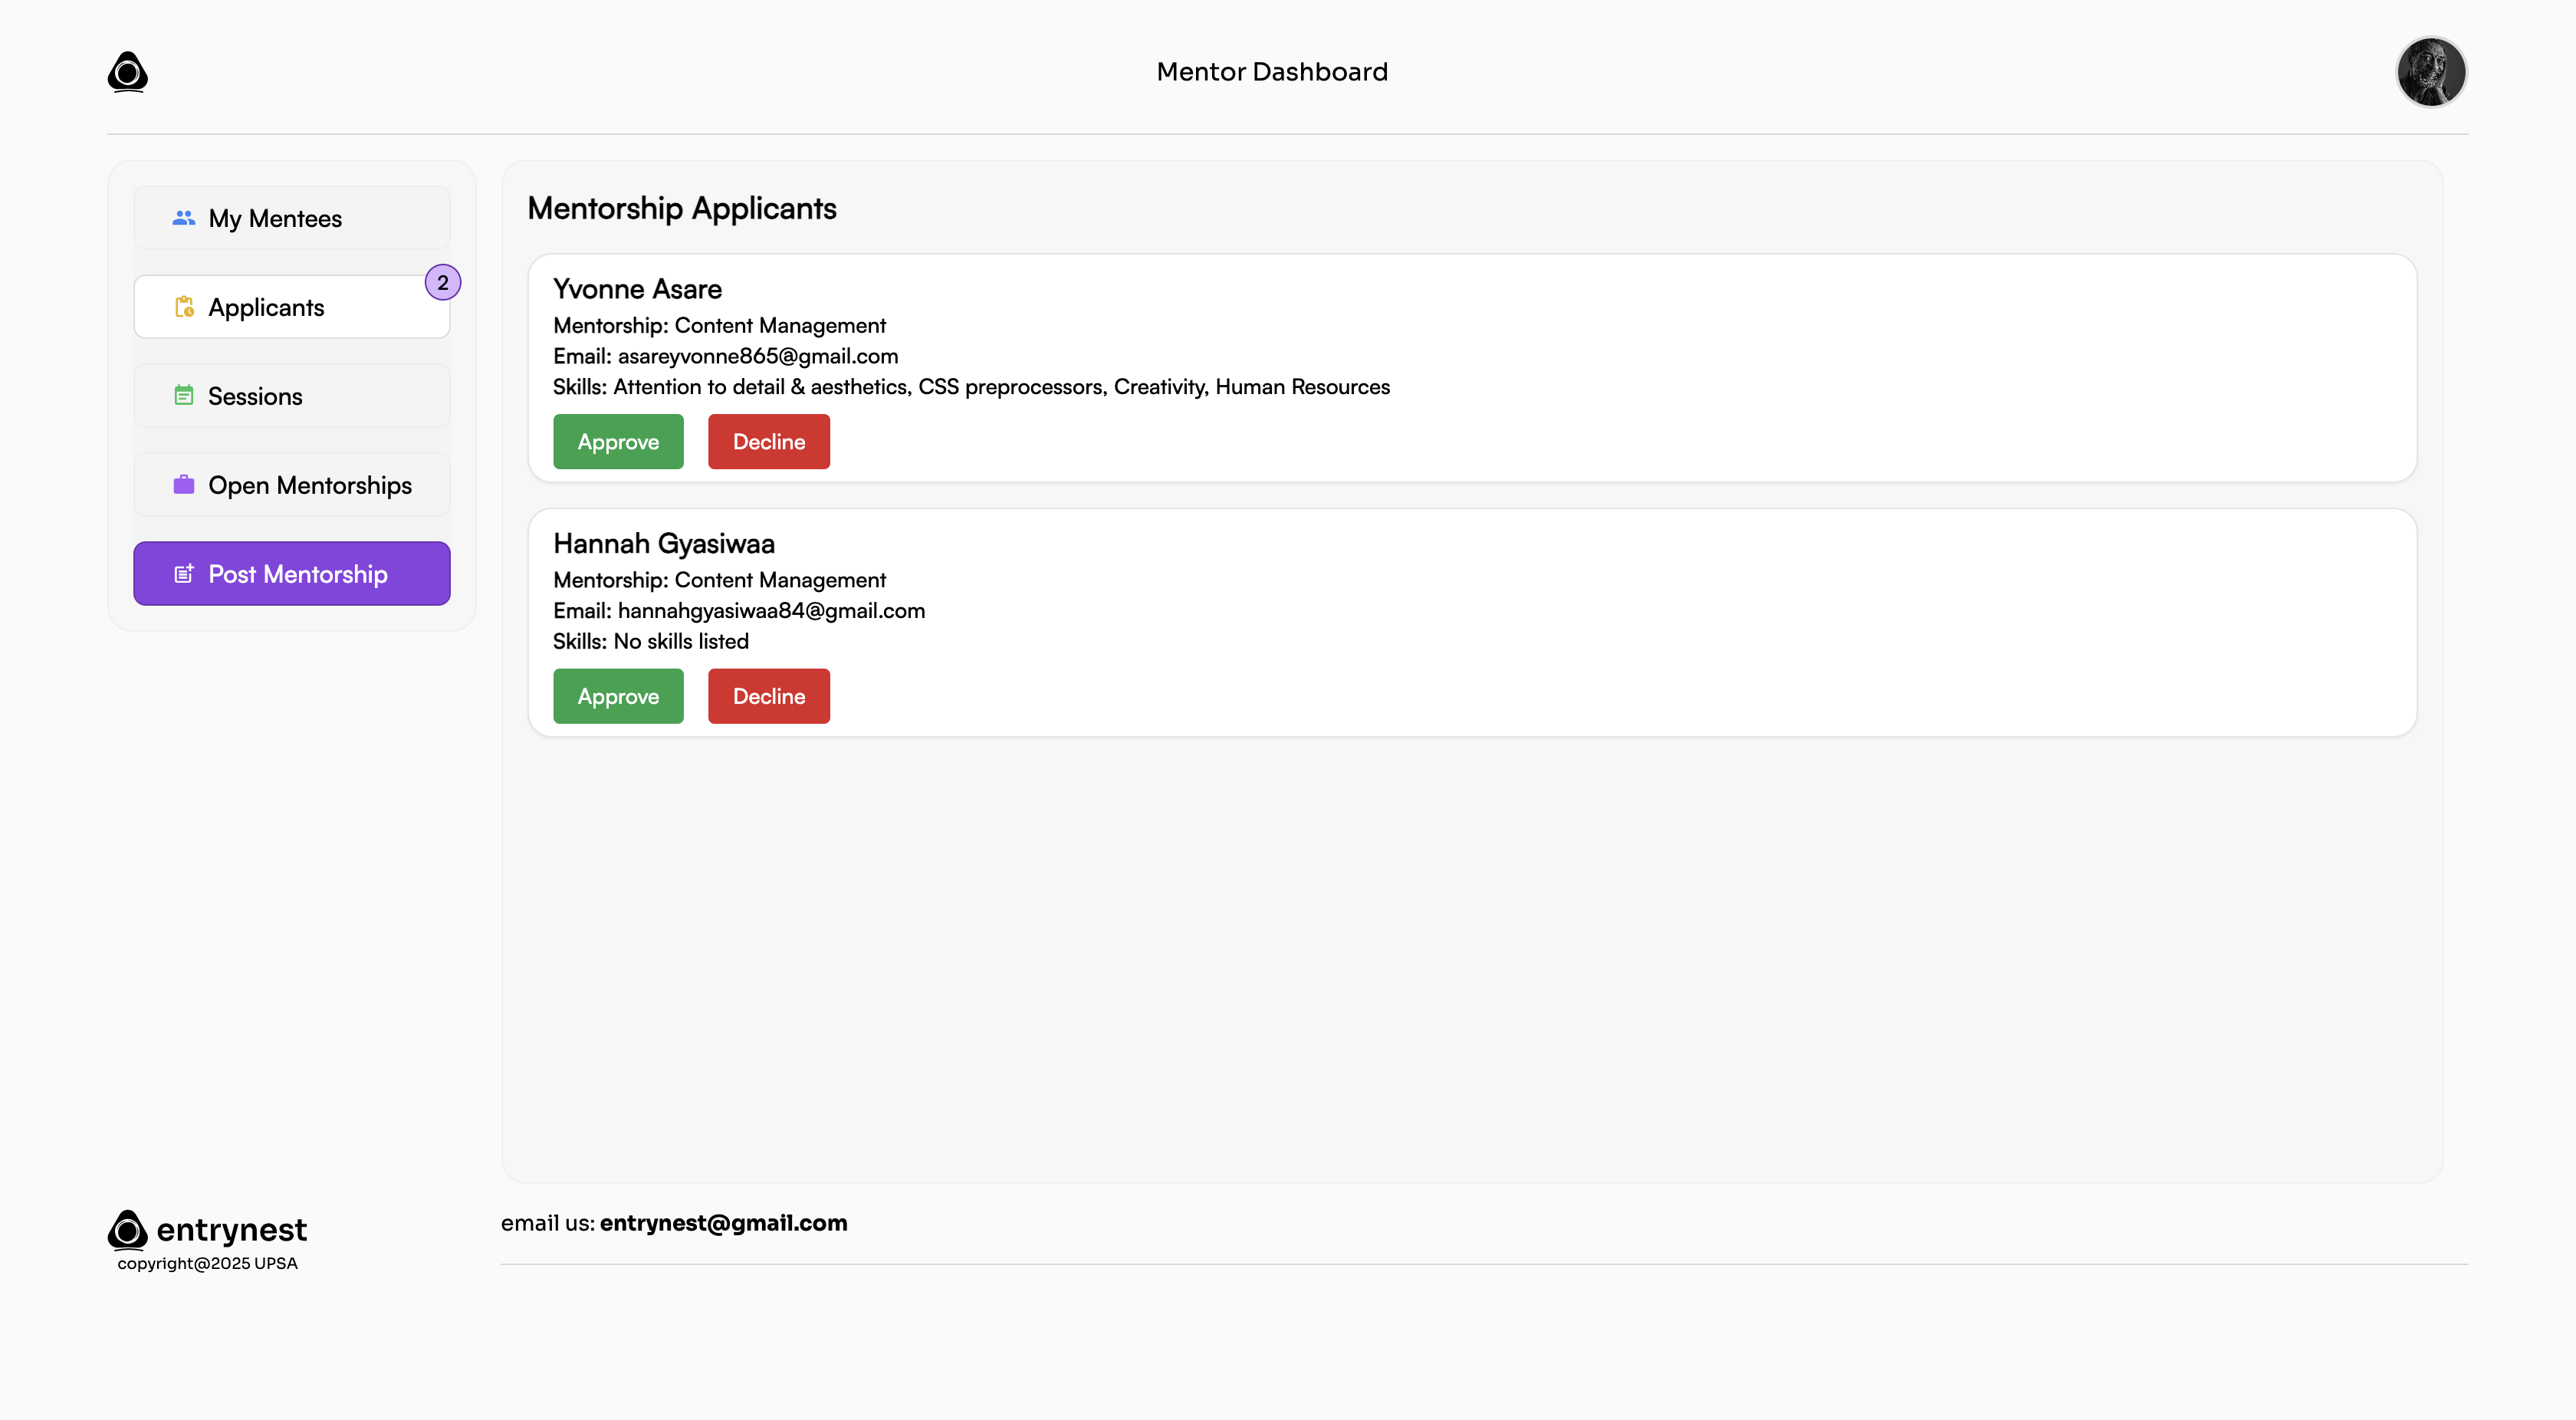 Mentor Dashboard
My Mentees
Applicants
2
Sessions
Open Mentorships
Post Mentorship
Mentorship Applicants
Yvonne Asare
Mentorship: Content Management
Email: asareyvonne865@gmail.com
Skills: Attention to detail & aesthetics, CSS preprocessors, Creativity, Human Resources
Approve
Decline
Hannah Gyasiwaa
Mentorship: Content Management
Email: hannahgyasiwaa84@gmail.com
Skills: No skills listed
Approve
Decline
entrynest
copyright@2025 UPSA
email us: entrynest@gmail.com